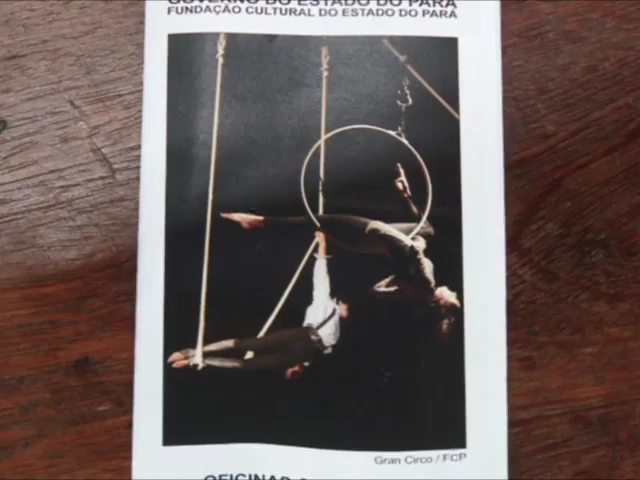 GOVERNO DO ESTADO DO PARÁ
FUNDAÇÃO CULTURAL DO ESTADO DO PARÁ
Gran Circo / FCP